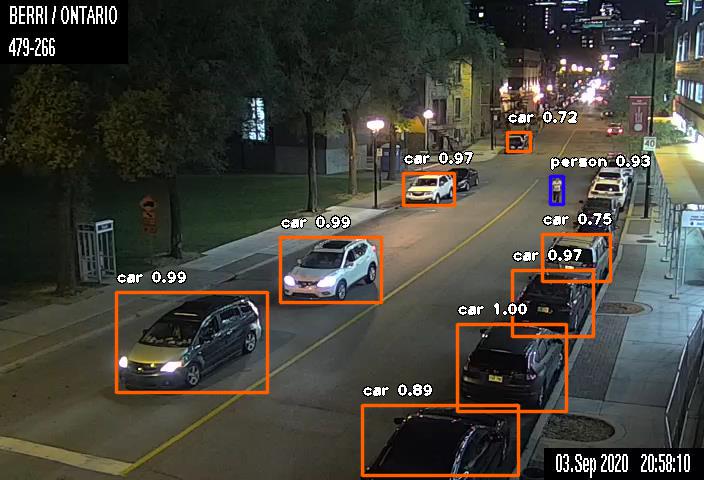 BERRI / ONTARIO
479-266
car 0.72
car 0.97
person 0.93
40
car 0.99
car 0.75
car 0.97
car 0.99
car 1.00
car 0.89
03.Sep 2020 20:58:10